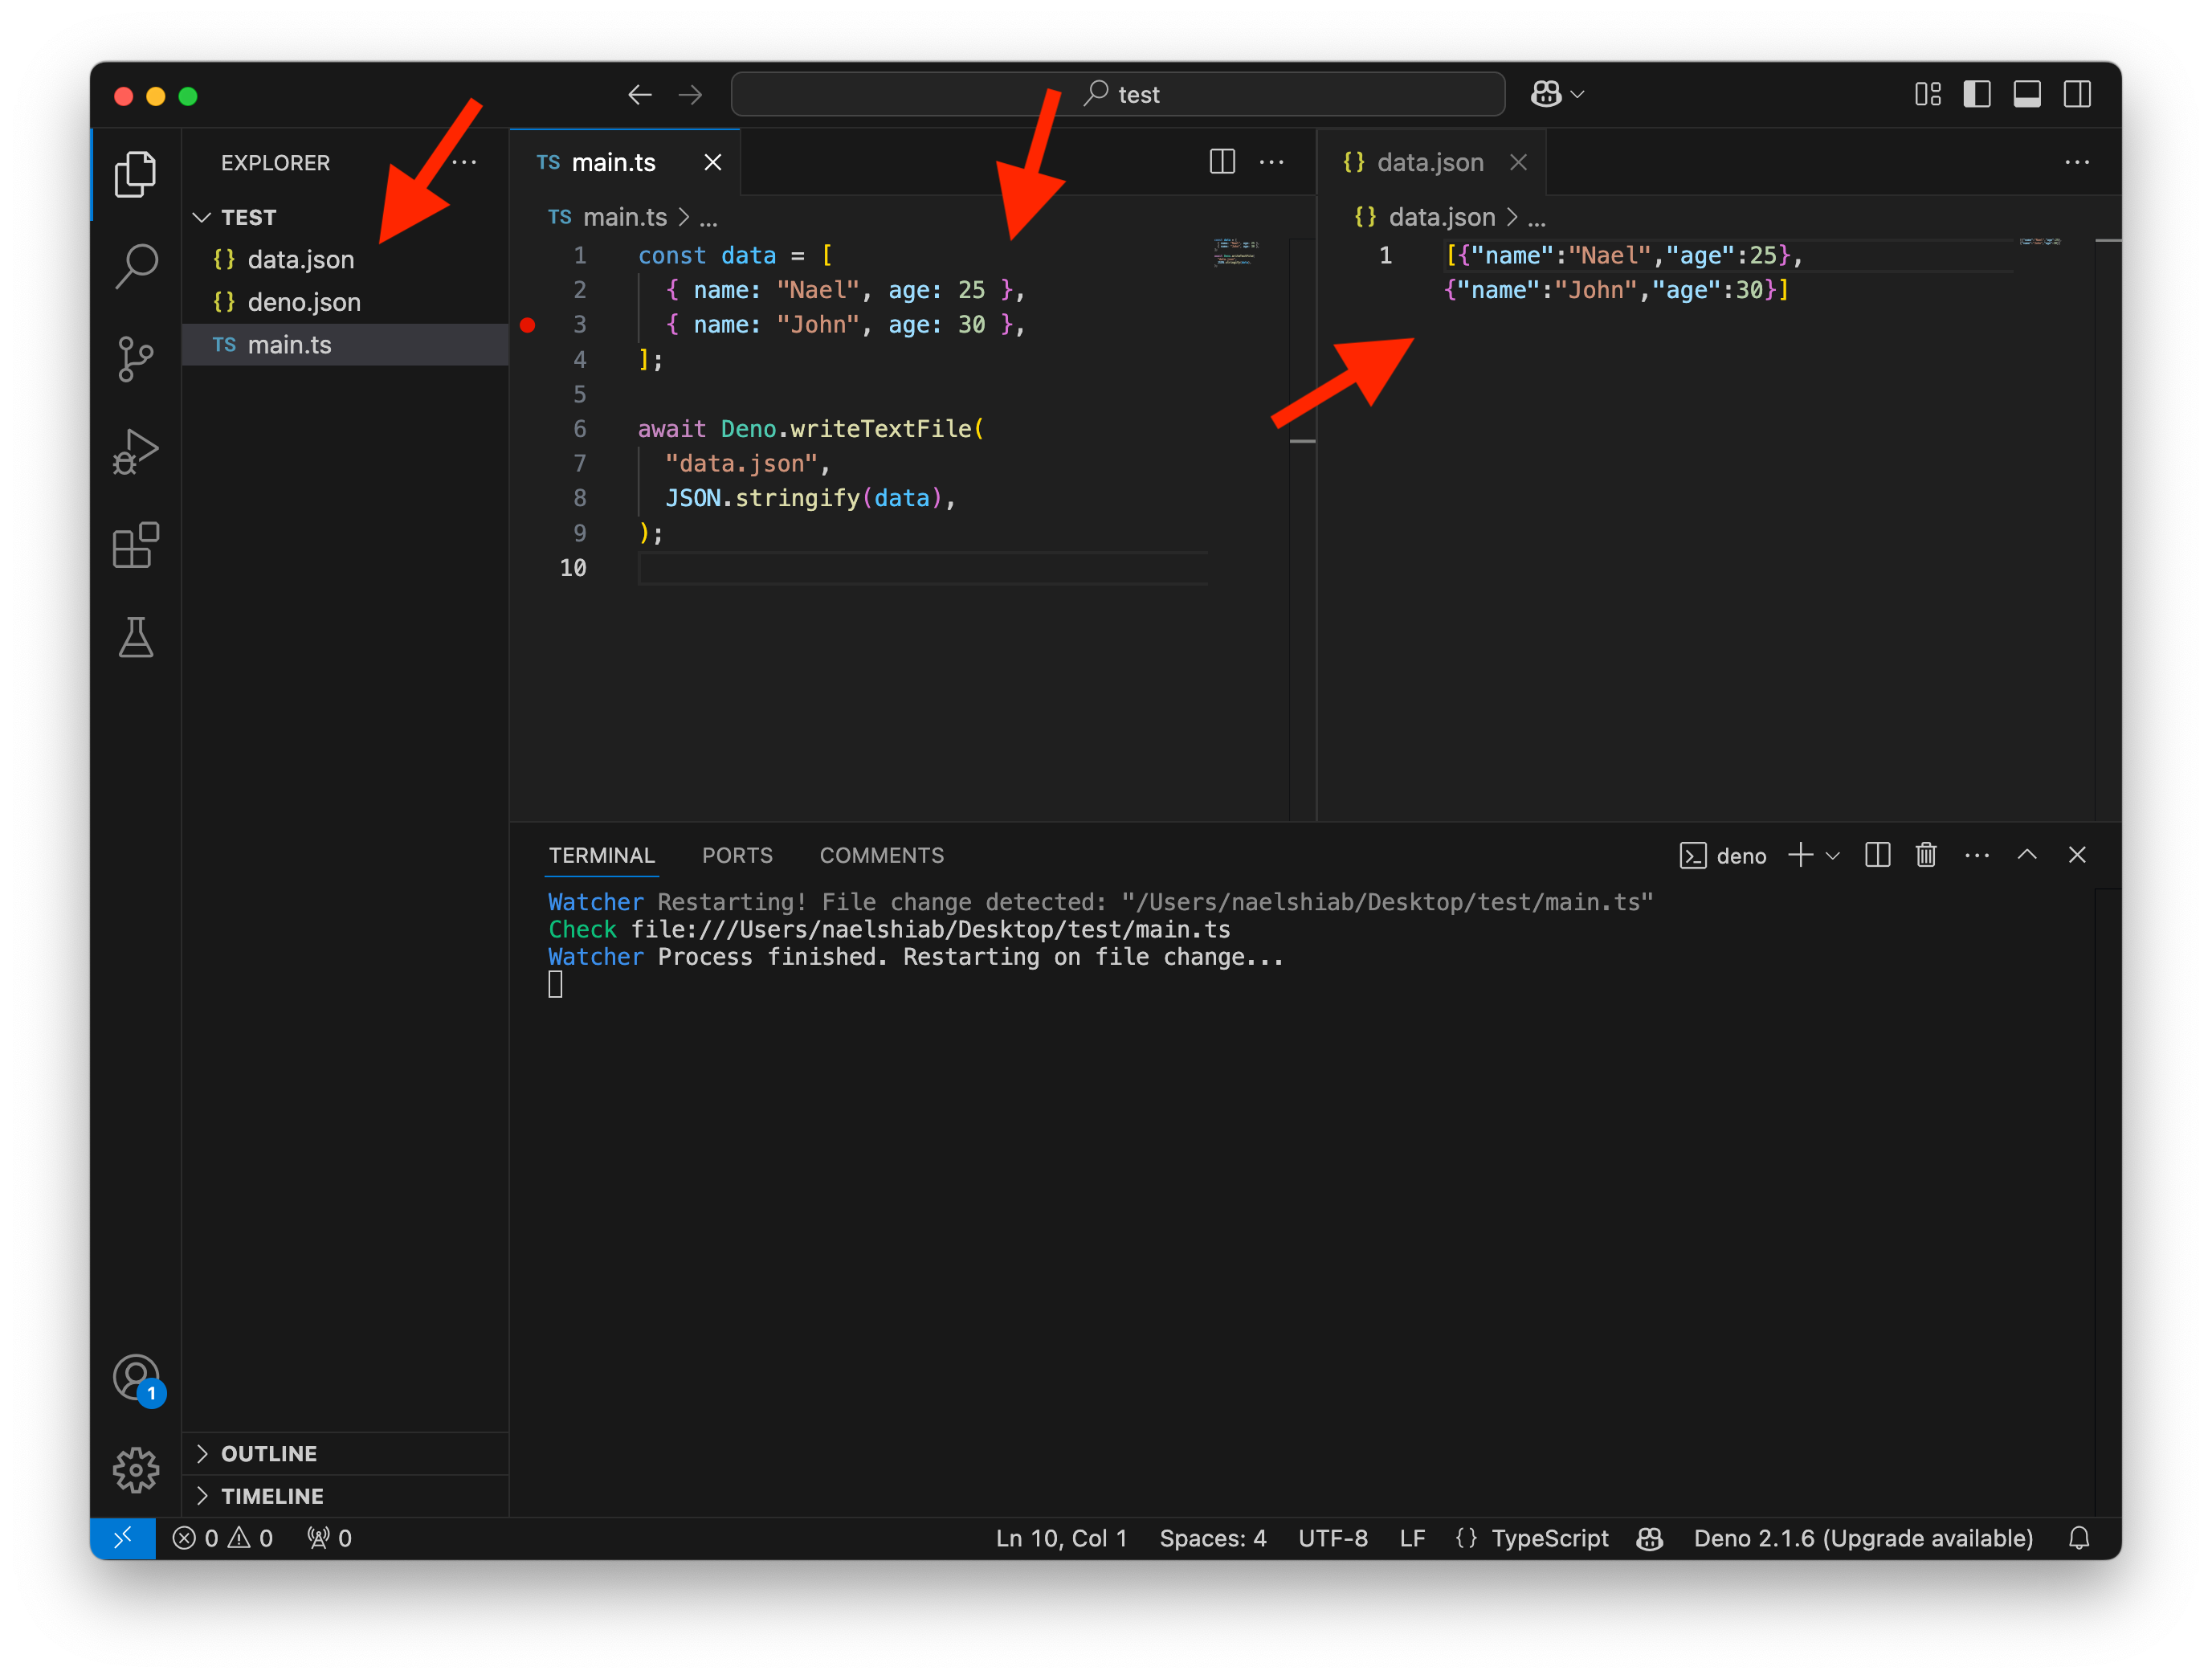 test
EXPLORER
TEST
data.json
deno.json
TS main.ts
OUTLINE
TIMELINE
TS main.ts
TS main.ts > ...
1 const data = [
2 { name: "Nael", age: 25 },
3 { name: "John", age: 30 },
4 ];
5
6 await Deno.writeTextFile(
7 "data.json",
8 JSON.stringify(data),
9 );
10
{} data.json
{} data.json > ...
1 [{"name":"Nael","age":25},
{"name":"John","age":30}]
TERMINAL PORTS COMMENTS
deno
Watcher Restarting! File change detected: "/Users/naelshiab/Desktop/test/main.ts"
Check file:///Users/naelshiab/Desktop/test/main.ts
Watcher Process finished. Restarting on file change...
1
0 0 0
Ln 10, Col 1 Spaces: 4 UTF-8 LF {} TypeScript Deno 2.1.6 (Upgrade available)